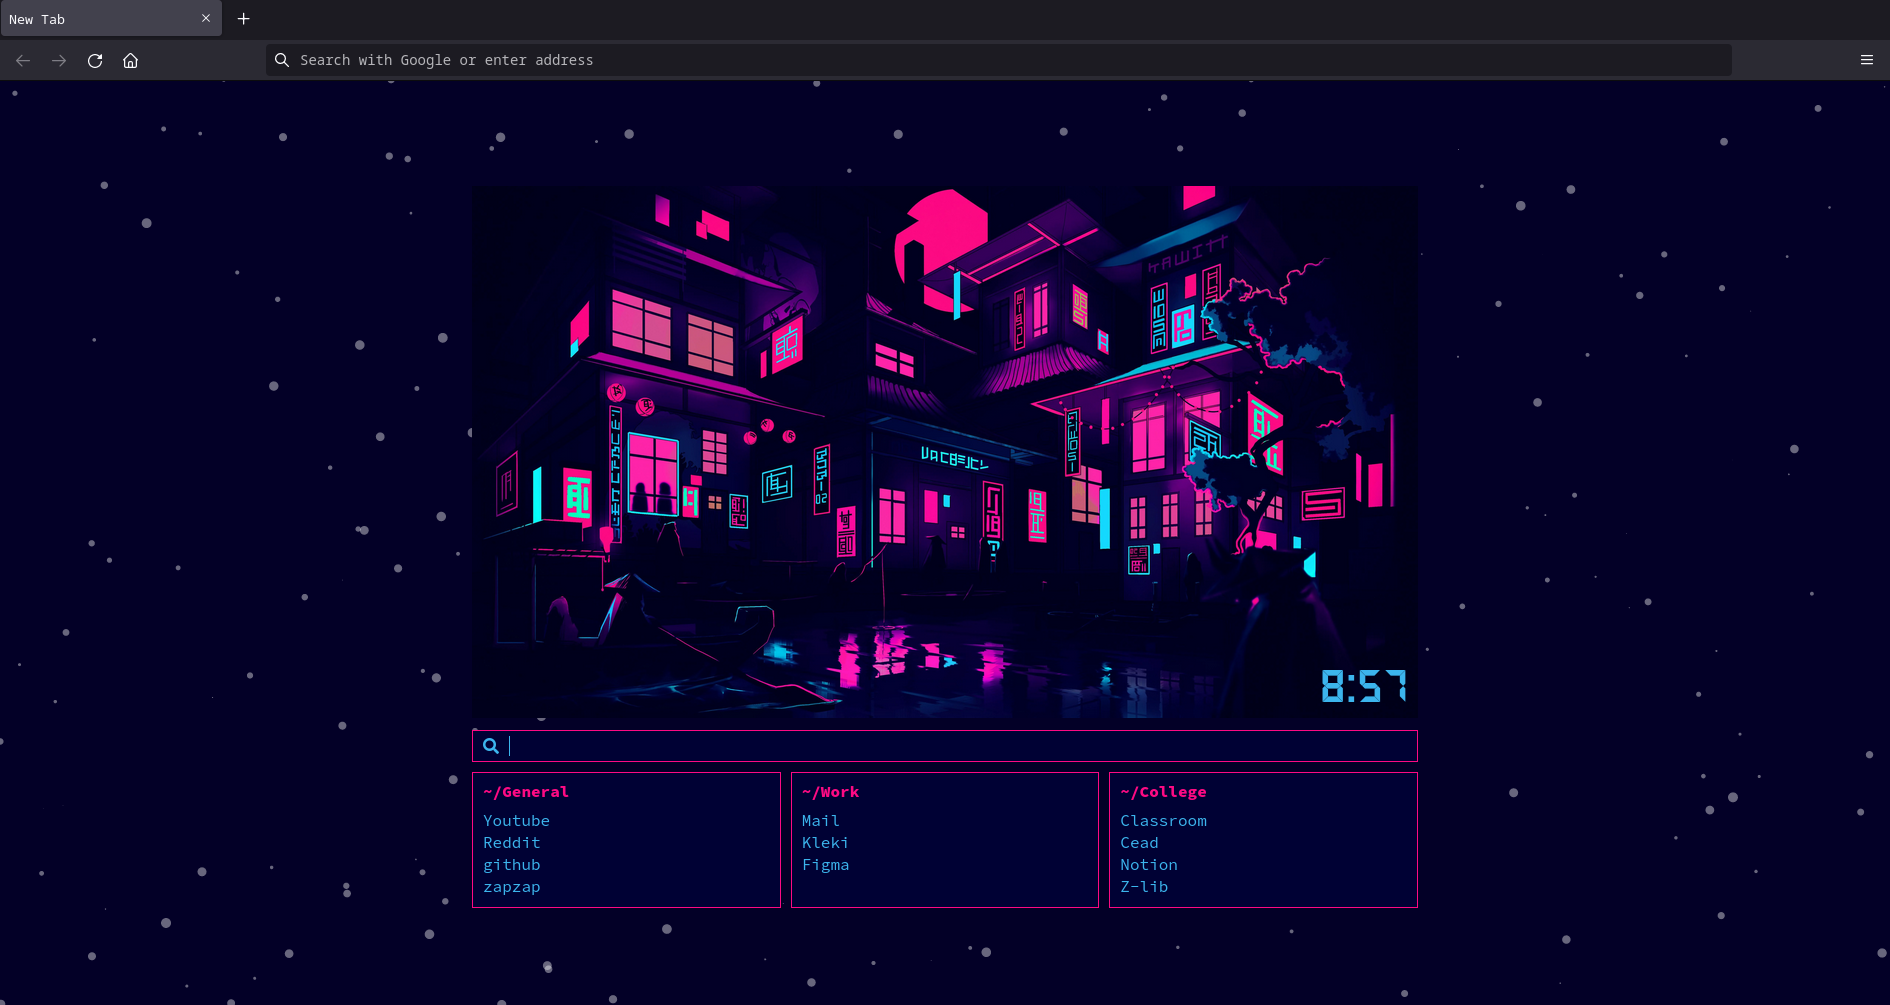 New Tab
Search with Google or enter address
8:57
~/General
Youtube
Reddit
github
zapzap
~/Work
Mail
Kleki
Figma
~/College
Classroom
Cead
Notion
Z-lib